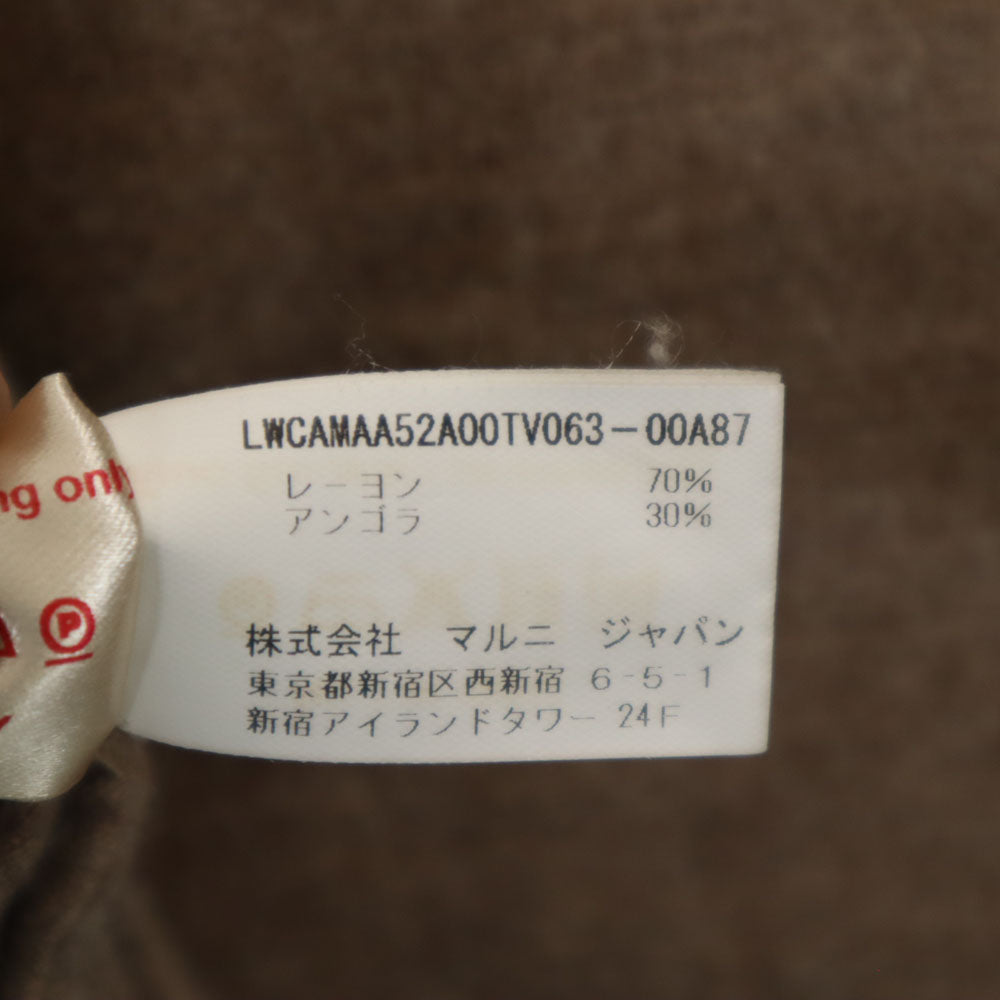 LWCAMAA52A00TV063-00A87
レーヨン 70%
アンゴラ 30%
株式会社 マルニ ジャパン
東京都新宿区西新宿 6-5-1
新宿アイランドタワー 24F
only
P